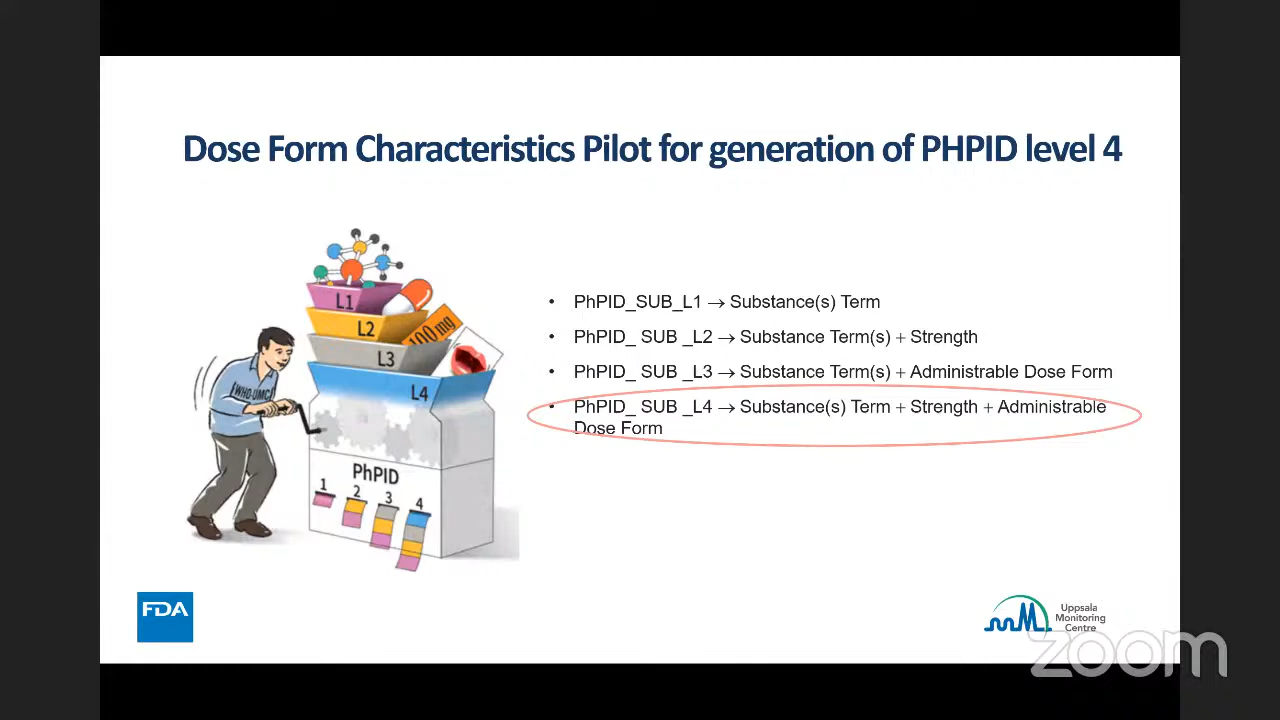 Dose Form Characteristics Pilot for generation of PHPID level 4
L1
L2
100 mg
L3
L4
WHO-UMC
PhPID
1 2 3 4
• PhPID_SUB_L1 → Substance(s) Term
• PhPID_ SUB _L2 → Substance Term(s) + Strength
• PhPID_ SUB _L3 → Substance Term(s) + Administrable Dose Form
• PhPID_ SUB _L4 → Substance(s) Term + Strength + Administrable
Dose Form
FDA
Uppsala
Monitoring
Centre
zoom